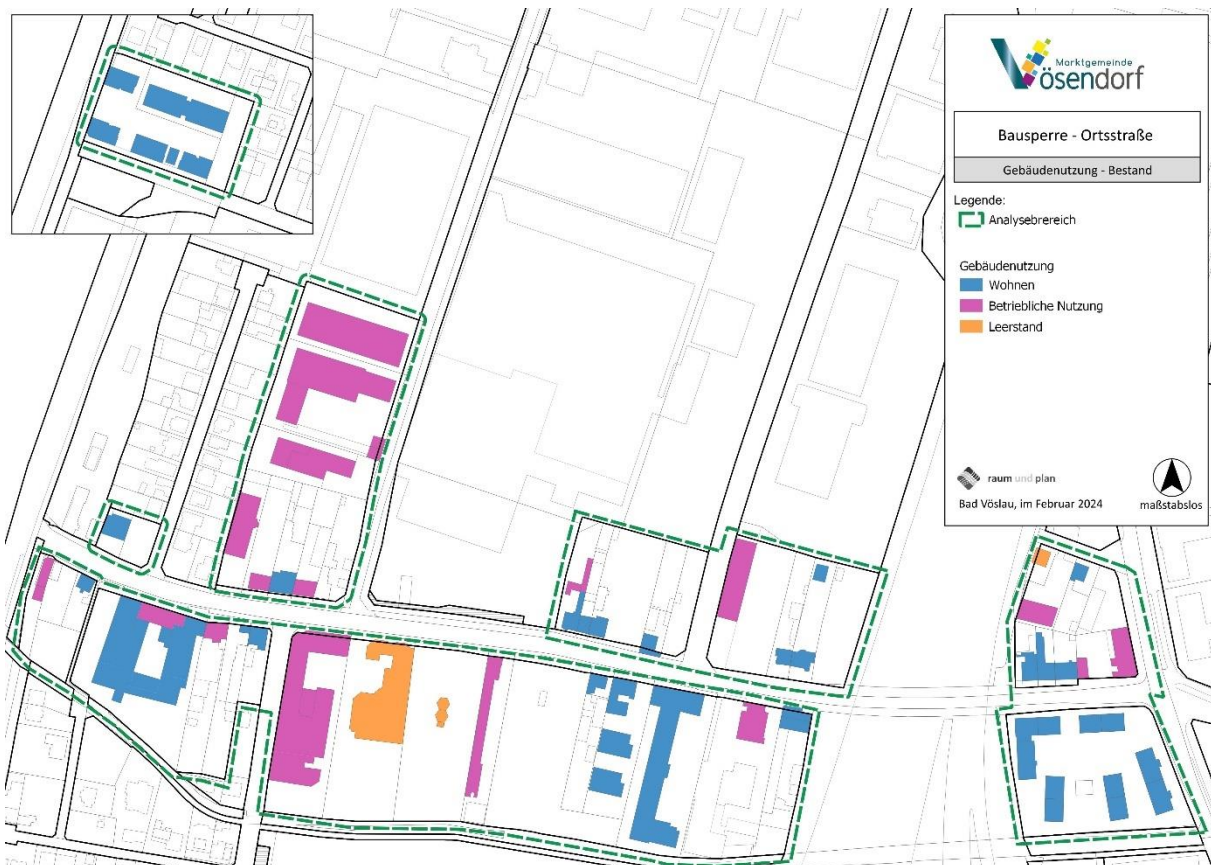 Marktgemeinde
Vösendorf
Bausperre - Ortsstraße
Gebäudenutzung - Bestand
Legende:
Analysebrereich
Gebäudenutzung
Wohnen
Betriebliche Nutzung
Leerstand
raum und plan
Bad Vöslau, im Februar 2024
maßstabslos